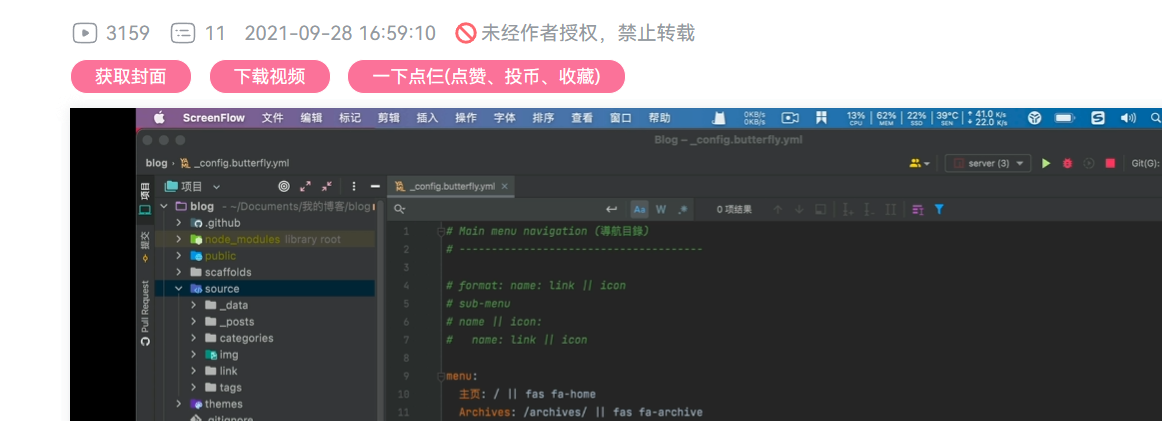 3159 11 2021-09-28 16:59:10 未经作者授权，禁止转载
获取封面 下载视频 一下点仨(点赞、投币、收藏)
ScreenFlow 文件 编辑 标记 剪辑 插入 操作 字体 排序 查看 窗口 帮助 0KB/s 0KB/s 13% CPU 62% MEM 22% SSD 39°C SEN ↑ 41.0 K/s ↓ 22.0 K/s
Blog – _config.butterfly.yml
blog › _config.butterfly.yml server (3) Git(G):
项目 _config.butterfly.yml ×
项目
提交
Pull Request
blog - ~/Documents/我的博客/blog
.github
node_modules library root
public
scaffolds
source
_data
_posts
categories
img
link
tags
themes
.gitignore
Aa W .* 0 项结果
1 # Main menu navigation (導航目錄)
2 # --------------------------------------
3
4 # format: name: link || icon
5 # sub-menu
6 # name || icon:
7 #   name: link || icon
8
9 menu:
10   主页: / || fas fa-home
11   Archives: /archives/ || fas fa-archive